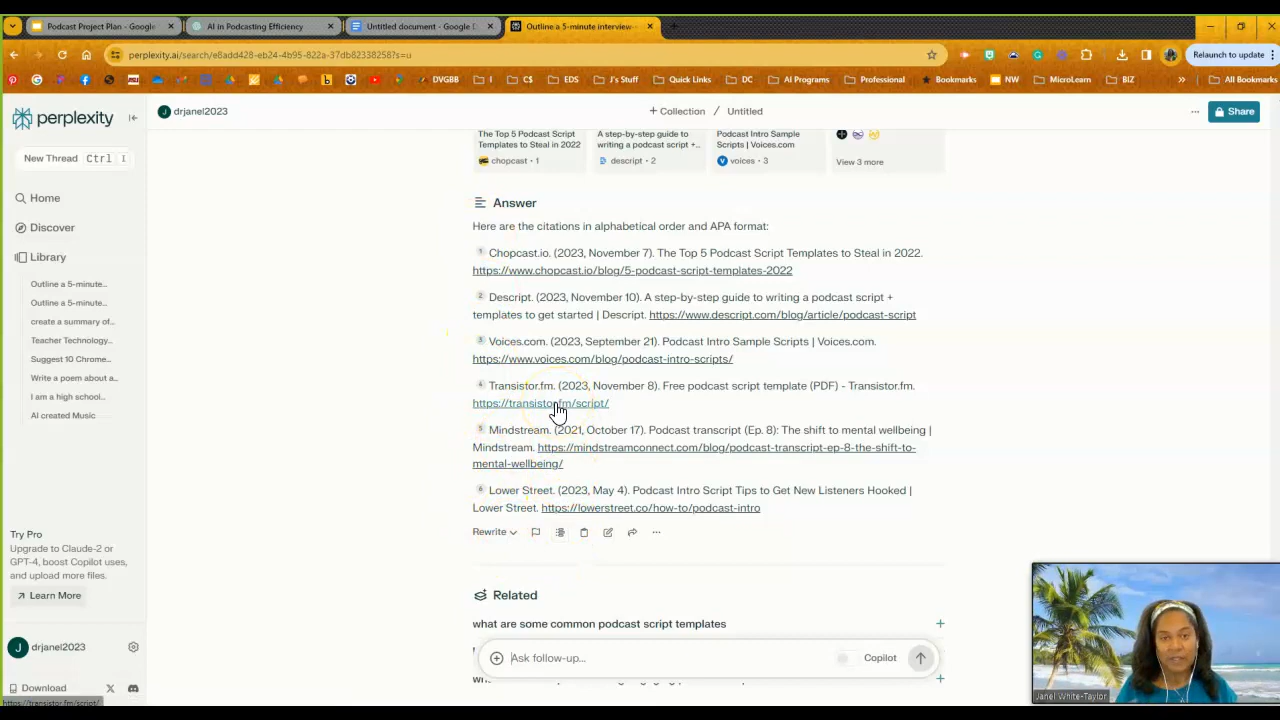 Podcast Project Plan - Google
AI in Podcasting Efficiency
Untitled document - Google D
Outline a 5-minute interview
perplexity.ai/search/e8add428-eb24-4b95-822a-37db82338258?s=u
Relaunch to update
DVGBB
I
C$
EDS
J's Stuff
Quick Links
DC
AI Programs
Professional
Bookmarks
NW
MicroLearn
BIZ
All Bookmarks
perplexity
drjanel2023
+ Collection / Untitled
Share
New Thread Ctrl I
Home
Discover
Library
Outline a 5-minute...
Outline a 5-minute...
create a summary of...
Teacher Technology...
Suggest 10 Chrome...
Write a poem about a...
I am a high school...
AI created Music
Try Pro
Upgrade to Claude-2 or
GPT-4, boost Copilot uses,
and upload more files.
Learn More
drjanel2023
Download
https://transistor.fm/script/
The Top 5 Podcast Script
Templates to Steal in 2022
chopcast • 1
A step-by-step guide to
writing a podcast script +...
descript • 2
Podcast Intro Sample
Scripts | Voices.com
voices • 3
View 3 more
Answer
Here are the citations in alphabetical order and APA format:
1 Chopcast.io. (2023, November 7). The Top 5 Podcast Script Templates to Steal in 2022.
https://www.chopcast.io/blog/5-podcast-script-templates-2022
2 Descript. (2023, November 10). A step-by-step guide to writing a podcast script +
templates to get started | Descript. https://www.descript.com/blog/article/podcast-script
3 Voices.com. (2023, September 21). Podcast Intro Sample Scripts | Voices.com.
https://www.voices.com/blog/podcast-intro-scripts/
4 Transistor.fm. (2023, November 8). Free podcast script template (PDF) - Transistor.fm.
https://transistor.fm/script/
5 Mindstream. (2021, October 17). Podcast transcript (Ep. 8): The shift to mental wellbeing |
Mindstream. https://mindstreamconnect.com/blog/podcast-transcript-ep-8-the-shift-to-
mental-wellbeing/
6 Lower Street. (2023, May 4). Podcast Intro Script Tips to Get New Listeners Hooked |
Lower Street. https://lowerstreet.co/how-to/podcast-intro
Rewrite
Related
what are some common podcast script templates
Ask follow-up...
Copilot
Janel White-Taylor